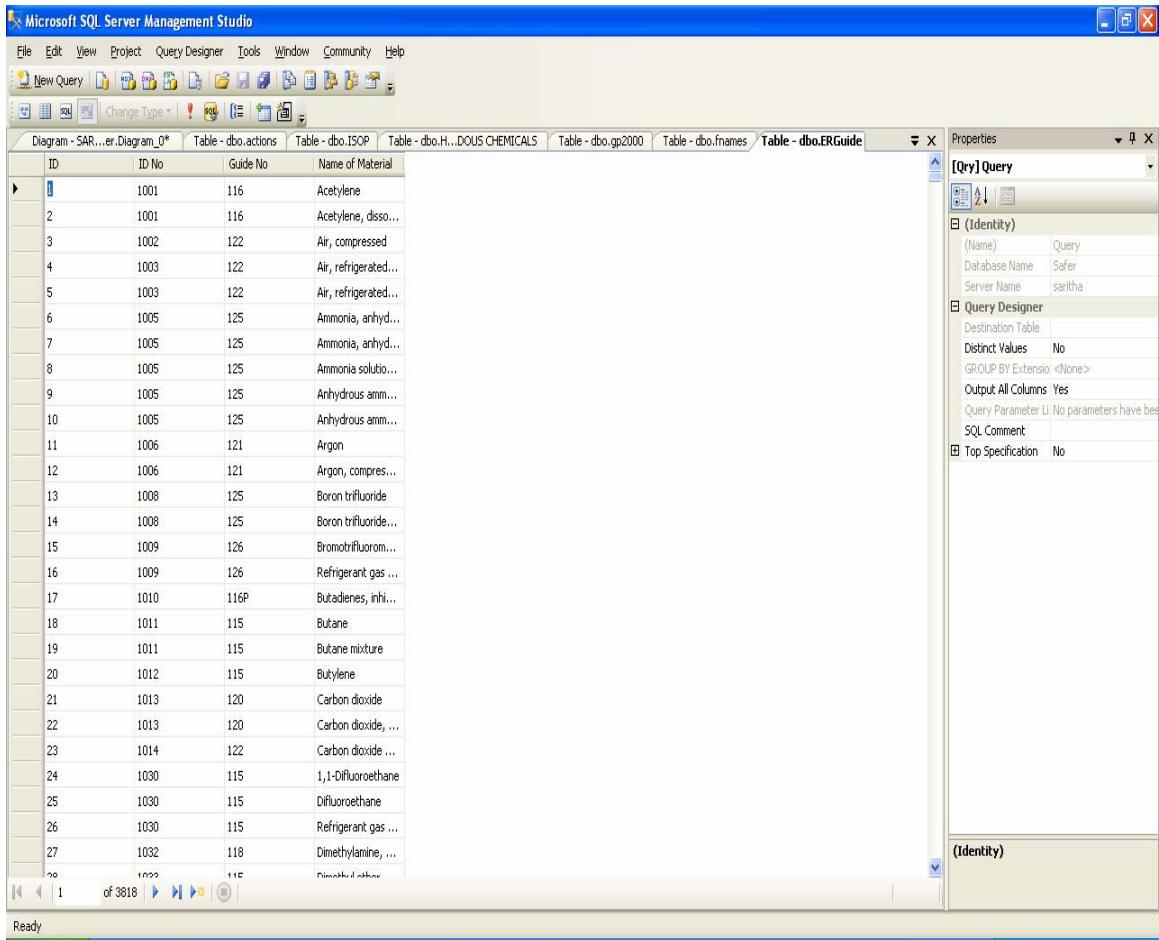 Microsoft SQL Server Management Studio
File Edit View Project Query Designer Tools Window Community Help
New Query
Change Type
Diagram - SAR...er.Diagram_0* Table - dbo.actions Table - dbo.ISOP Table - dbo.H...DOUS CHEMICALS Table - dbo.gp2000 Table - dbo.fnames Table - dbo.ERGuide
ID ID No Guide No Name of Material
1 1001 116 Acetylene
2 1001 116 Acetylene, disso...
3 1002 122 Air, compressed
4 1003 122 Air, refrigerated...
5 1003 122 Air, refrigerated...
6 1005 125 Ammonia, anhyd...
7 1005 125 Ammonia, anhyd...
8 1005 125 Ammonia solutio...
9 1005 125 Anhydrous amm...
10 1005 125 Anhydrous amm...
11 1006 121 Argon
12 1006 121 Argon, compres...
13 1008 125 Boron trifluoride
14 1008 125 Boron trifluoride...
15 1009 126 Bromotrifluorom...
16 1009 126 Refrigerant gas ...
17 1010 116P Butadienes, inhi...
18 1011 115 Butane
19 1011 115 Butane mixture
20 1012 115 Butylene
21 1013 120 Carbon dioxide
22 1013 120 Carbon dioxide, ...
23 1014 122 Carbon dioxide ...
24 1030 115 1,1-Difluoroethane
25 1030 115 Difluoroethane
26 1030 115 Refrigerant gas ...
27 1032 118 Dimethylamine, ...
1 of 3818
Ready
Properties
[Qry] Query
(Identity)
(Name) Query
Database Name Safer
Server Name saritha
Query Designer
Destination Table
Distinct Values No
GROUP BY Extensio <None>
Output All Columns Yes
Query Parameter Li No parameters have bee
SQL Comment
Top Specification No
(Identity)